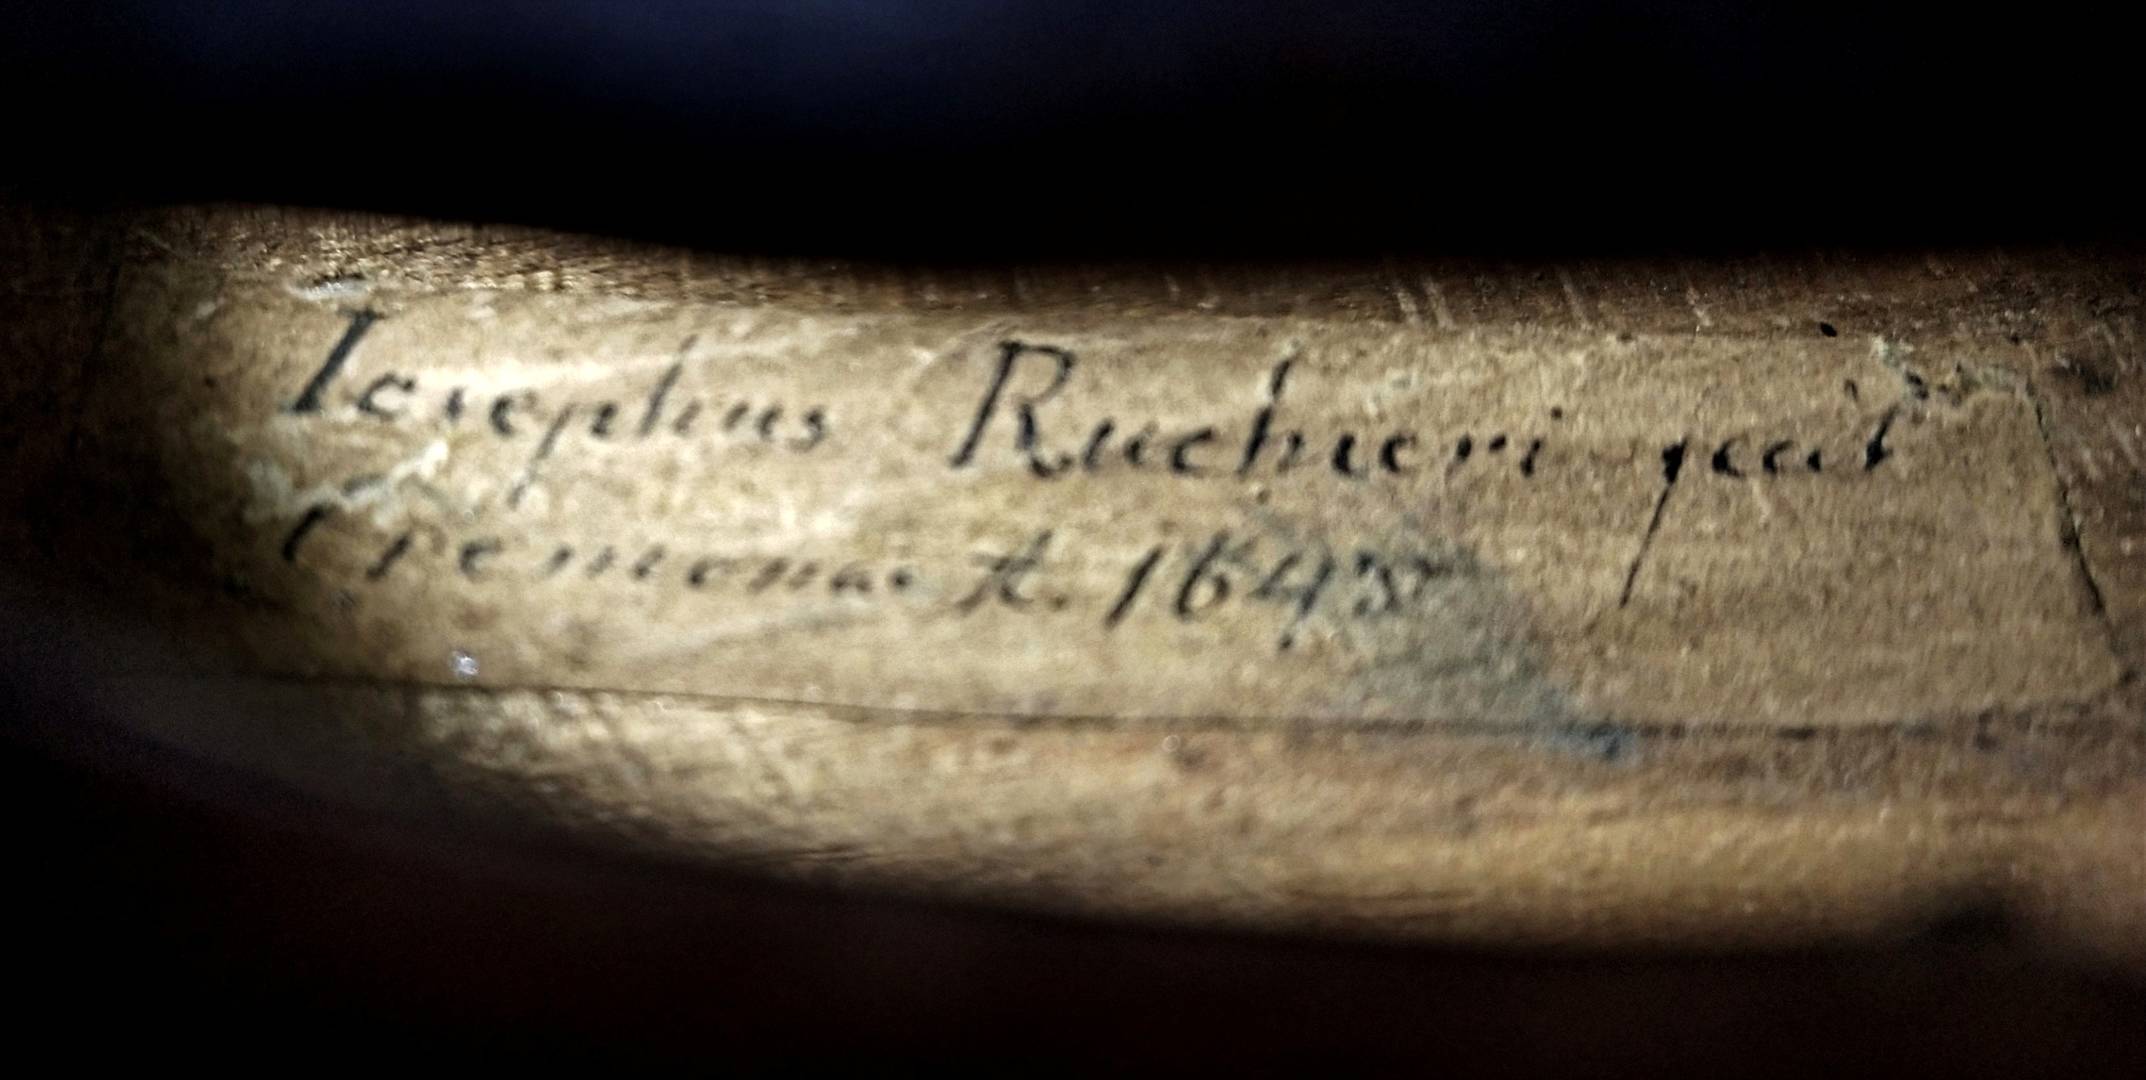 Iosephus Ruchieri fecit
Cremonae A. 1645